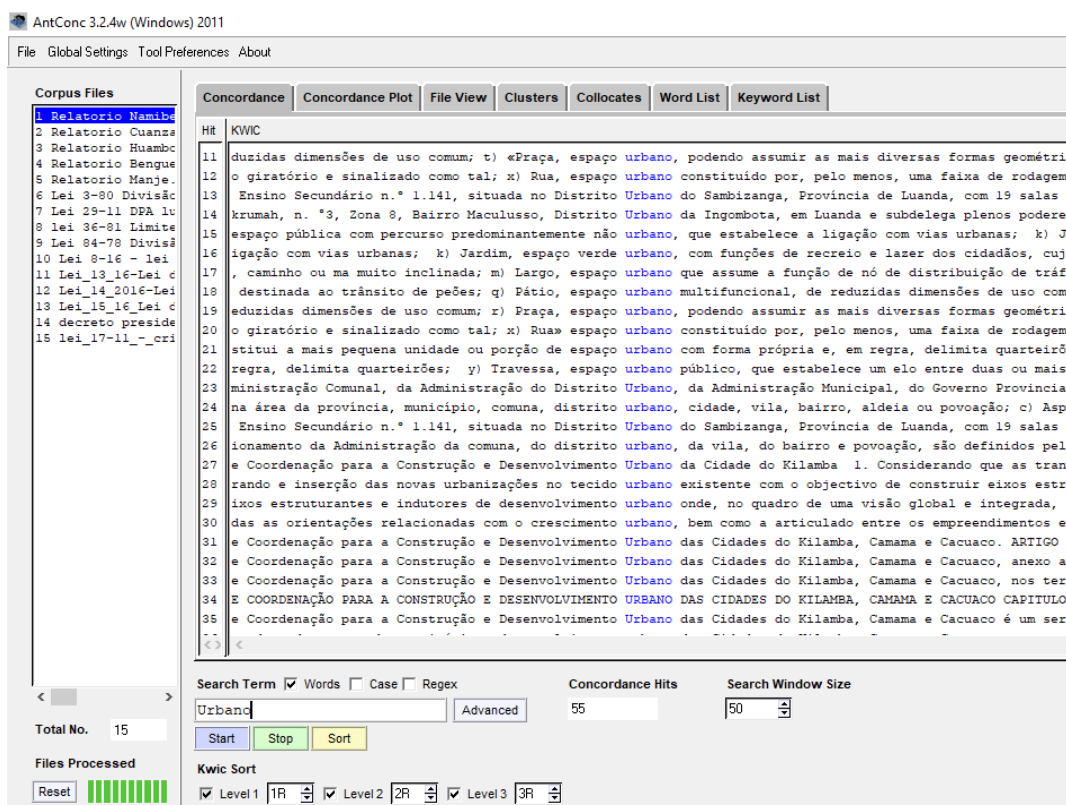 AntConc 3.2.4w (Windows) 2011
File Global Settings Tool Preferences About
Corpus Files
1 Relatorio Namibe
2 Relatorio Cuanza
3 Relatorio Huambo
4 Relatorio Bengue
5 Relatorio Manje.
6 Lei 3-80 Divisão
7 Lei 29-11 DPA lu
8 lei 36-81 Limite
9 Lei 84-78 Divisã
10 Lei 8-16 - lei
11 Lei_13_16-Lei d
12 Lei_14_2016-Lei
13 Lei_15_16_Lei d
14 decreto preside
15 lei_17-11_-_cri
Total No. 15
Files Processed
Reset
Concordance Concordance Plot File View Clusters Collocates Word List Keyword List
Hit KWIC
11 duzidas dimensões de uso comum; t) «Praça, espaço urbano, podendo assumir as mais diversas formas geométri
12 o giratório e sinalizado como tal; x) Rua, espaço urbano constituído por, pelo menos, uma faixa de rodagem
13 Ensino Secundário n.º 1.141, situada no Distrito Urbano do Sambizanga, Província de Luanda, com 19 salas
14 krumah, n. °3, Zona 8, Bairro Maculusso, Distrito Urbano da Ingombota, em Luanda e subdelega plenos podere
15 espaço pública com percurso predominantemente não urbano, que estabelece a ligação com vias urbanas; k) J
16 igação com vias urbanas; k) Jardim, espaço verde urbano, com funções de recreio e lazer dos cidadãos, cuj
17 , caminho ou ma muito inclinada; m) Largo, espaço urbano que assume a função de nó de distribuição de tráf
18 destinada ao trânsito de peões; q) Pátio, espaço urbano multifuncional, de reduzidas dimensões de uso com
19 eduzidas dimensões de uso comum; r) Praça, espaço urbano, podendo assumir as mais diversas formas geométri
20 o giratório e sinalizado como tal; x) Rua» espaço urbano constituído por, pelo menos, uma faixa de rodagem
21 stitui a mais pequena unidade ou porção de espaço urbano com forma própria e, em regra, delimita quarteirõ
22 regra, delimita quarteirões; y) Travessa, espaço urbano público, que estabelece um elo entre duas ou mais
23 ministração Comunal, da Administração do Distrito Urbano, da Administração Municipal, do Governo Provincia
24 na área da província, município, comuna, distrito urbano, cidade, vila, bairro, aldeia ou povoação; c) Asp
25 Ensino Secundário n.º 1.141, situada no Distrito Urbano do Sambizanga, Província de Luanda, com 19 salas
26 ionamento da Administração da comuna, do distrito urbano, da vila, do bairro e povoação, são definidos pel
27 e Coordenação para a Construção e Desenvolvimento Urbano da Cidade do Kilamba 1. Considerando que as tran
28 rando e inserção das novas urbanizações no tecido urbano existente com o objectivo de construir eixos estr
29 ixos estruturantes e indutores de desenvolvimento urbano onde, no quadro de uma visão global e integrada,
30 das as orientações relacionadas com o crescimento urbano, bem como a articulado entre os empreendimentos e
31 e Coordenação para a Construção e Desenvolvimento Urbano das Cidades do Kilamba, Camama e Cacuaco. ARTIGO
32 e Coordenação para a Construção e Desenvolvimento Urbano das Cidades do Kilamba, Camama e Cacuaco, anexo a
33 e Coordenação para a Construção e Desenvolvimento Urbano das Cidades do Kilamba, Camama e Cacuaco, nos ter
34 E COORDENAÇÃO PARA A CONSTRUÇÃO E DESENVOLVIMENTO URBANO DAS CIDADES DO KILAMBA, CAMAMA E CACUACO CAPITULO
35 e Coordenação para a Construção e Desenvolvimento Urbano das Cidades do Kilamba, Camama e Cacuaco é um ser
Search Term Words Case Regex Concordance Hits Search Window Size
Urbano Advanced 55 50
Start Stop Sort
Kwic Sort
Level 1 1R Level 2 2R Level 3 3R